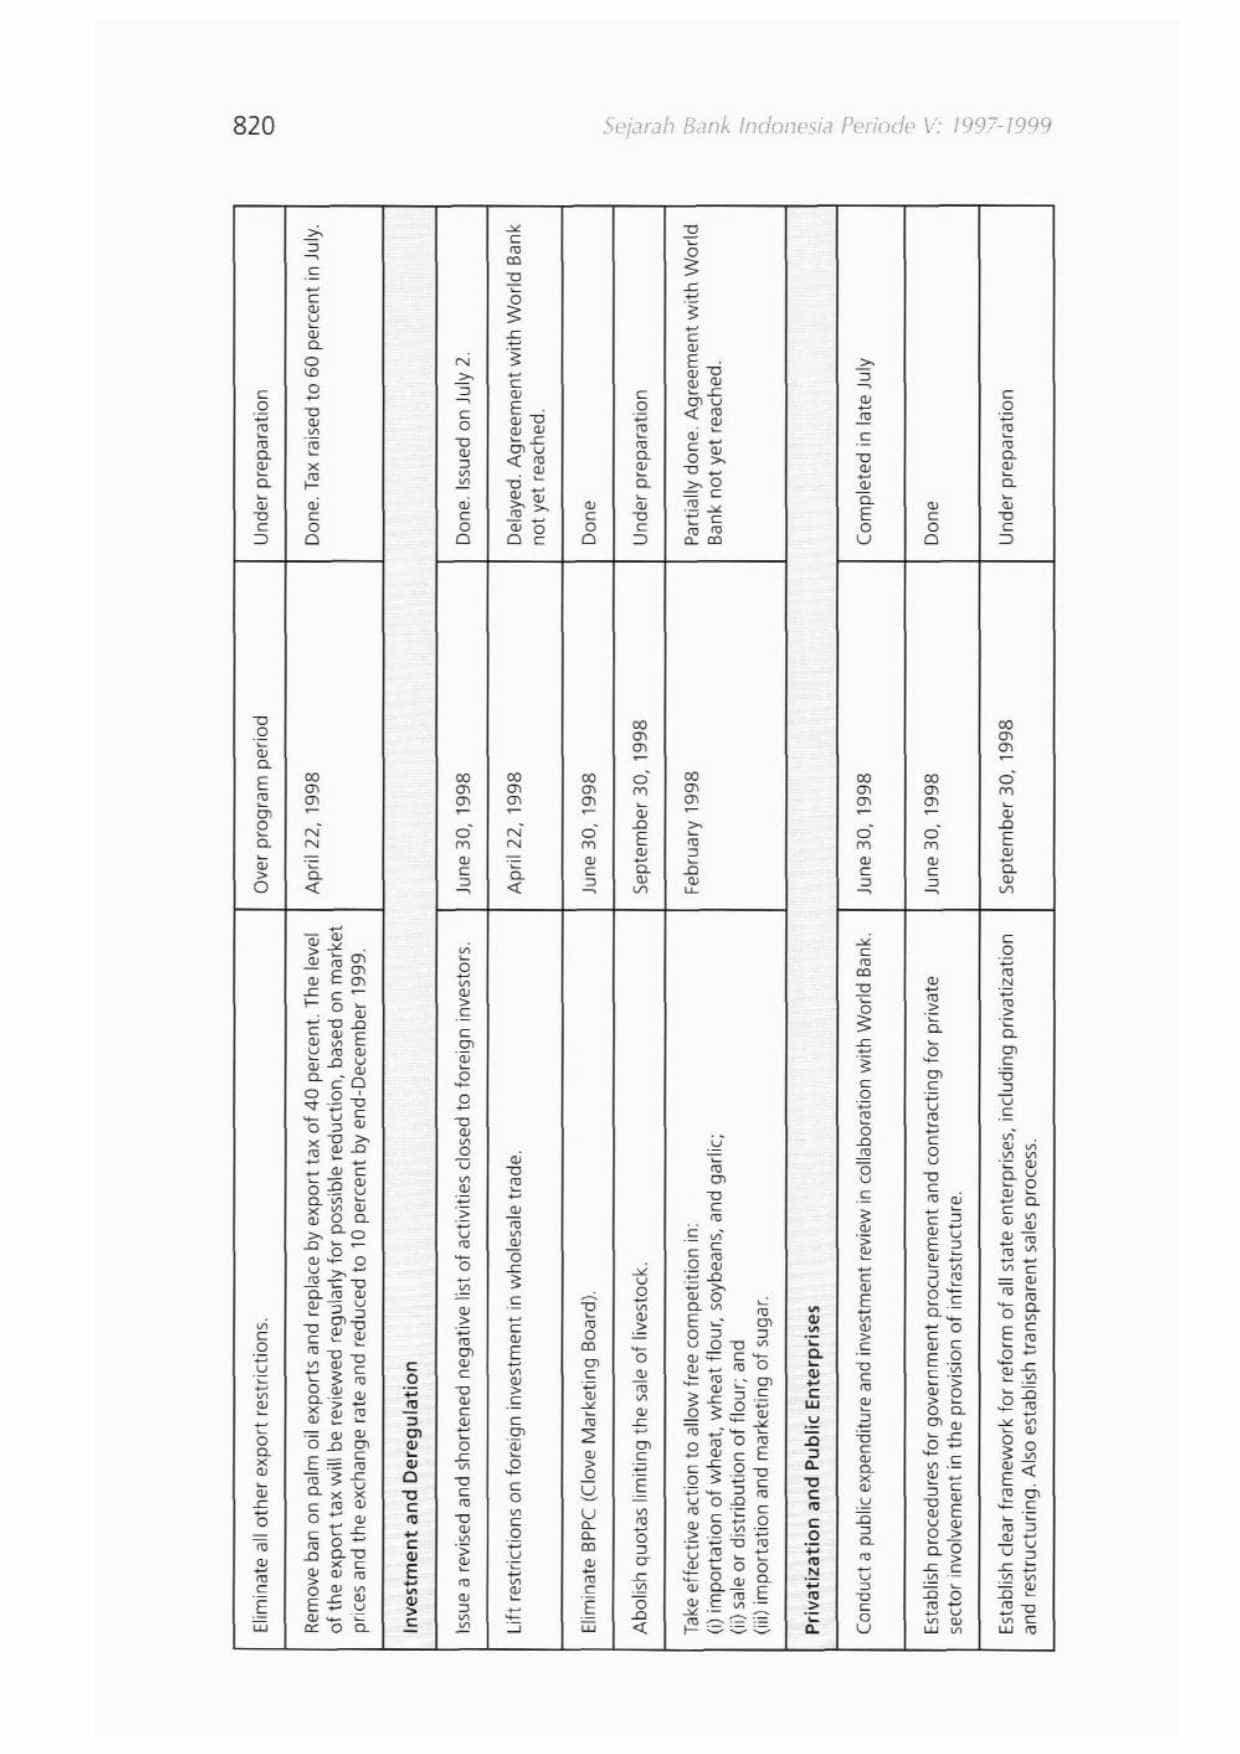 820
Sejarah Bank Indonesia Periode V: 1997-1999
Eliminate all other export restrictions.
Over program period
Under preparation
Remove ban on palm oil exports and replace by export tax of 40 percent. The level
of the export tax will be reviewed regularly for possible reduction, based on market
prices and the exchange rate and reduced to 10 percent by end-December 1999.
April 22, 1998
Done. Tax raised to 60 percent in July.
Investment and Deregulation
Issue a revised and shortened negative list of activities closed to foreign investors.
June 30, 1998
Done. Issued on July 2.
Lift restrictions on foreign investment in wholesale trade.
April 22, 1998
Delayed. Agreement with World Bank
not yet reached.
Eliminate BPPC (Clove Marketing Board).
June 30, 1998
Done
Abolish quotas limiting the sale of livestock.
September 30, 1998
Under preparation
Take effective action to allow free competition in:
(i) importation of wheat, wheat flour, soybeans, and garlic;
(ii) sale or distribution of flour; and
(iii) importation and marketing of sugar.
February 1998
Partially done. Agreement with World
Bank not yet reached.
Privatization and Public Enterprises
Conduct a public expenditure and investment review in collaboration with World Bank.
June 30, 1998
Completed in late July
Establish procedures for government procurement and contracting for private
sector involvement in the provision of infrastructure.
June 30, 1998
Done
Establish clear framework for reform of all state enterprises, including privatization
and restructuring. Also establish transparent sales process.
September 30, 1998
Under preparation